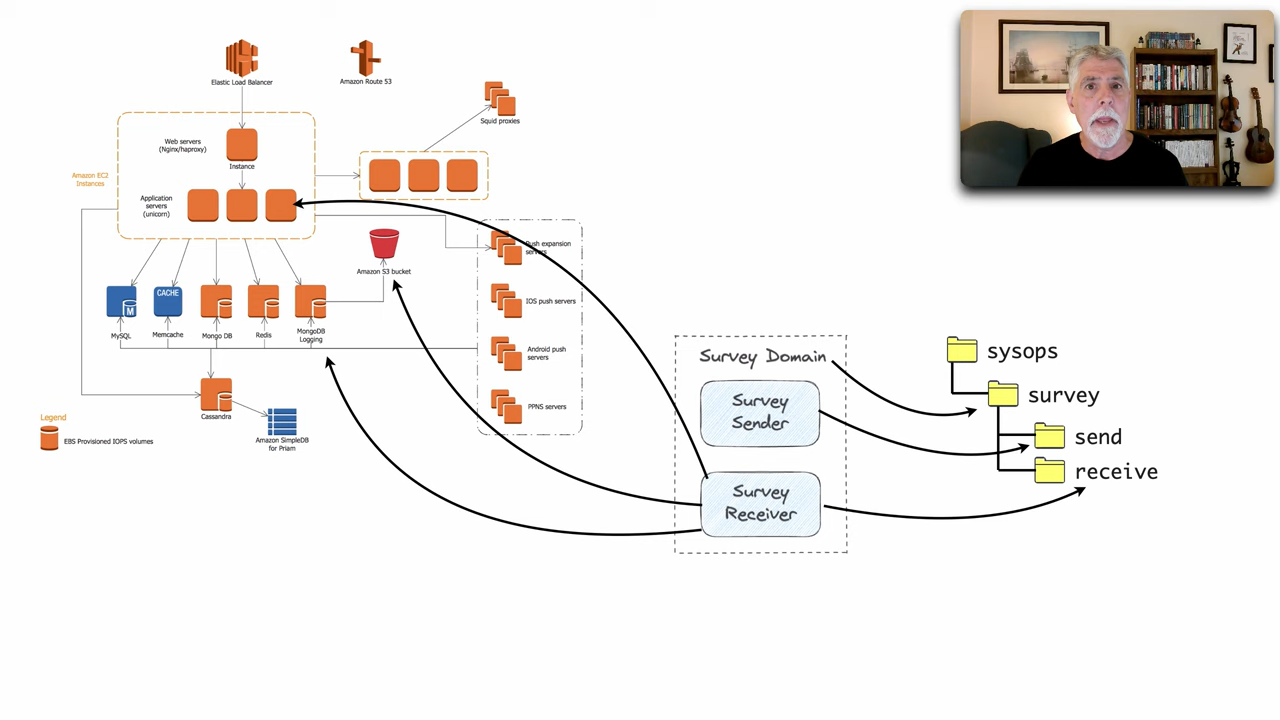 Elastic Load Balancer
Amazon Route 53
Squid proxies
Web servers
(Nginx/haproxy)
Instance
Amazon EC2
Instances
Application
servers
(unicorn)
Push expansion
servers
Amazon S3 bucket
CACHE
M
IOS push servers
MySQL
Memcache
Mongo DB
Redis
MongoDB
Logging
Android push
servers
PPNS servers
Cassandra
Amazon SimpleDB
for Priam
Legend
EBS Provisioned IOPS volumes
Survey Domain
Survey
Sender
Survey
Receiver
sysops
survey
send
receive